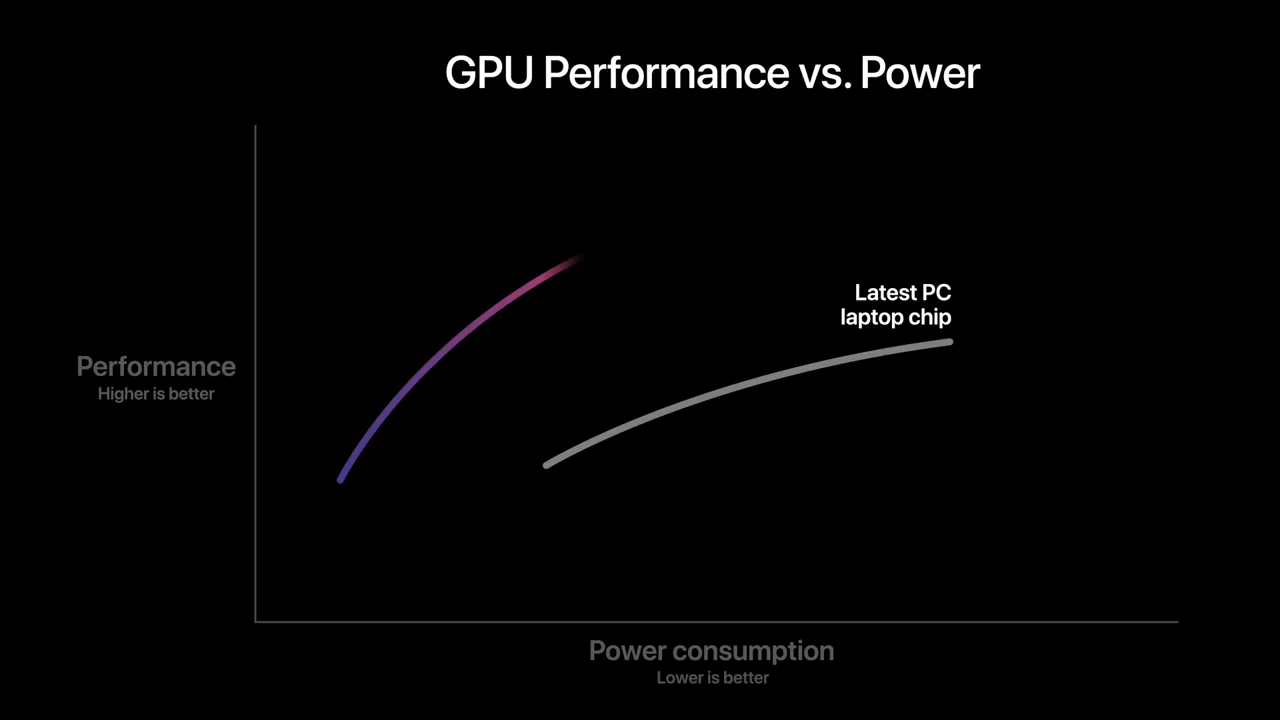 GPU Performance vs. Power
Latest PC
laptop chip
Performance
Higher is better
Power consumption
Lower is better